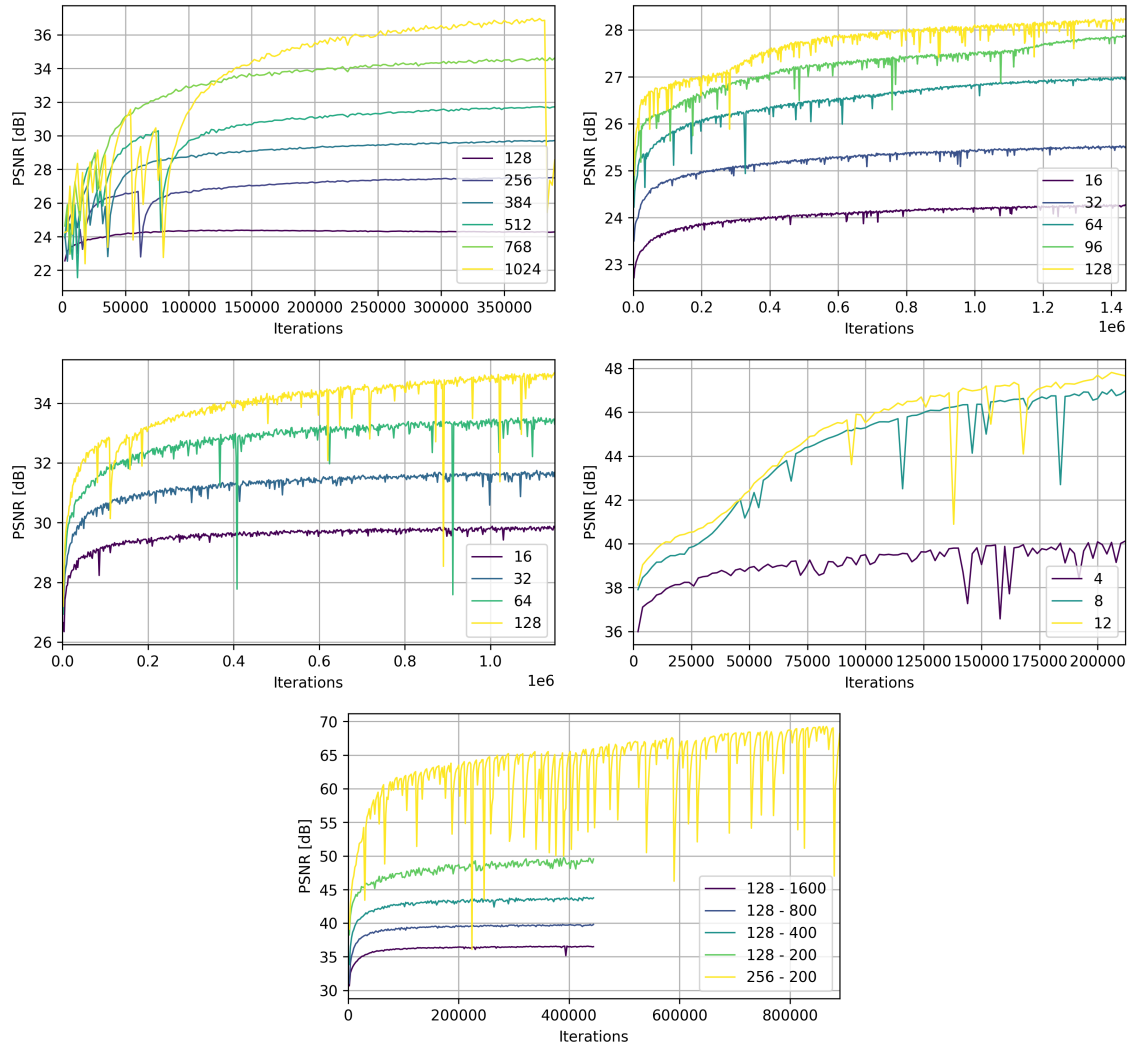 PSNR [dB]
36
34
32
30
28
26
24
22
128
256
384
512
768
1024
0 50000 100000 150000 200000 250000 300000 350000
Iterations
PSNR [dB]
28
27
26
25
24
23
16
32
64
96
128
0.0 0.2 0.4 0.6 0.8 1.0 1.2 1.4
Iterations 1e6
PSNR [dB]
34
32
30
28
26
16
32
64
128
0.0 0.2 0.4 0.6 0.8 1.0
Iterations 1e6
PSNR [dB]
48
46
44
42
40
38
36
4
8
12
0 25000 50000 75000 100000 125000 150000 175000 200000
Iterations
PSNR [dB]
70
65
60
55
50
45
40
35
30
128 - 1600
128 - 800
128 - 400
128 - 200
256 - 200
0 200000 400000 600000 800000
Iterations